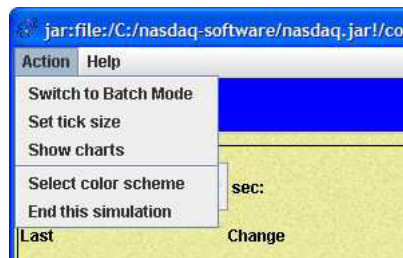 jar:file:/C:/nasdaq-software/nasdaq.jar!/co
Action Help
Switch to Batch Mode
Set tick size
Show charts
Select color scheme
sec:
End this simulation
Last Change